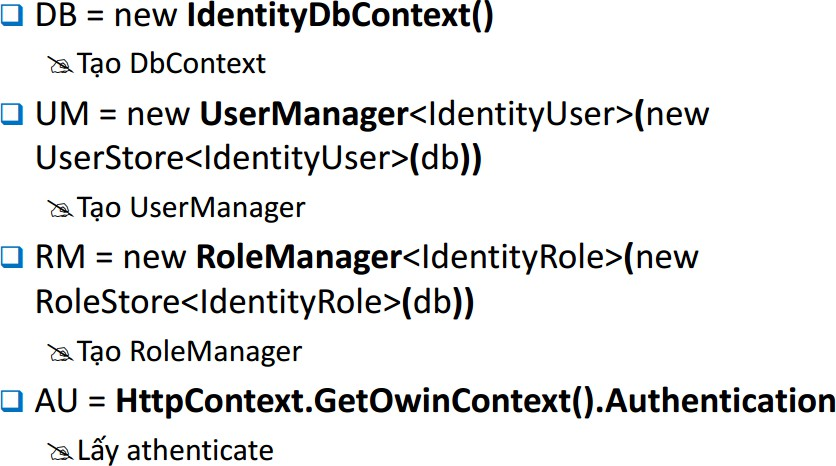 DB = new IdentityDbContext()
Tạo DbContext
UM = new UserManager<IdentityUser>(new
UserStore<IdentityUser>(db))
Tạo UserManager
RM = new RoleManager<IdentityRole>(new
RoleStore<IdentityRole>(db))
Tạo RoleManager
AU = HttpContext.GetOwinContext().Authentication
Lấy athenticate